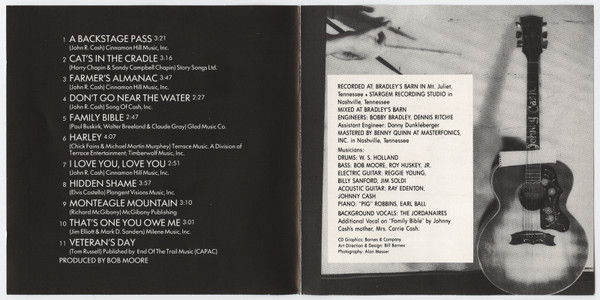 1 A BACKSTAGE PASS 3:21
(John R. Cash) Cinnamon Hill Music, Inc.
2 CAT'S IN THE CRADLE 3:16
(Harry Chapin & Sandy Campbell Chapin) Story Songs Ltd.
3 FARMER'S ALMANAC 3:47
(John R. Cash) Cinnamon Hill Music, Inc.
4 DON'T GO NEAR THE WATER 2:27
(John R. Cash) Song Of Cash, Inc.
5 FAMILY BIBLE 2:47
(Paul Buskirk, Walter Breeland & Claude Gray) Glad Music Co.
6 HARLEY 4:07
(Chick Rains & Michael Martin Murphey) Terrace Music. A Division of
Terrace Entertainment; Timberwolf Music, Inc.
7 I LOVE YOU, LOVE YOU 2:51
(John R. Cash) Cinnamon Hill Music, Inc.
8 HIDDEN SHAME 3:57
(Elvis Costello) Plangent Visions Music, Inc.
9 MONTEAGLE MOUNTAIN 3:10
(Richard McGibony) McGibony Publishing
10 THAT'S ONE YOU OWE ME 3:01
(Jim Elliott & Mark D. Sanders) Milene Music, Inc.
11 VETERAN'S DAY
(Tom Russell) Published by End Of The Trail Music (CAPAC)
PRODUCED BY BOB MOORE
RECORDED AT: BRADLEY'S BARN IN Mt. Juliet,
Tennessee • STARGEM RECORDING STUDIO in
Nashville, Tennessee
MIXED AT BRADLEY'S BARN
ENGINEERS: BOBBY BRADLEY, DENNIS RITCHIE
Assistant Engineer: Danny Dunkleberger
MASTERED BY BENNY QUINN AT MASTERFONICS,
INC. in Nashville, Tennessee
Musicians:
DRUMS: W. S. HOLLAND
BASS: BOB MOORE, ROY HUSKEY, JR.
ELECTRIC GUITAR: REGGIE YOUNG,
BILLY SANFORD, JIM SOLDI
ACOUSTIC GUITAR: RAY EDENTON,
JOHNNY CASH
PIANO: "PIG" ROBBINS, EARL BALL
BACKGROUND VOCALS: THE JORDANAIRES
Additional Vocal on "Family Bible" by Johnny
Cash's mother, Mrs. Carrie Cash.
CD Graphics: Barnes & Company
Art Direction & Design: Bill Barnes
Photography: Alan Messer
Johnny Cash